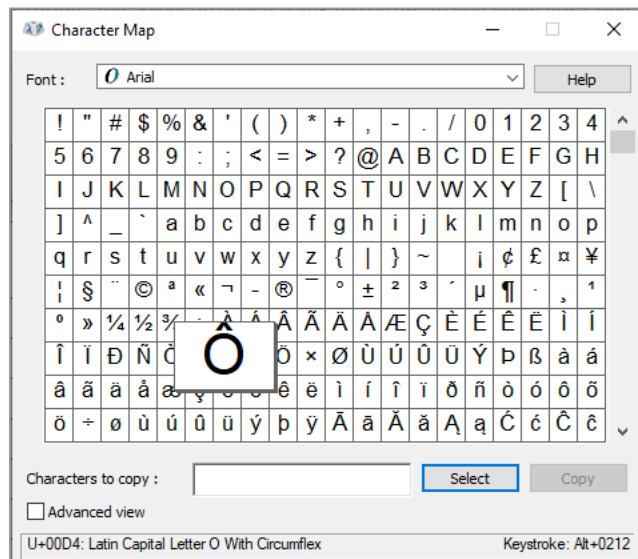 Character Map
Font : O Arial Help
! " # $ % & ' ( ) * + , - . / 0 1 2 3 4
5 6 7 8 9 : ; < = > ? @ A B C D E F G H
I J K L M N O P Q R S T U V W X Y Z [ \
] ^ _ ` a b c d e f g h i j k l m n o p
q r s t u v w x y z { | } ~ ¡ ¢ £ ¤ ¥
¦ § ¨ © ª « ¬ - ® ¯ ° ± ² ³ ´ µ ¶ · ¸ ¹
º » ¼ ½ ¾ Â Ã Ä Å Æ Ç È É Ê Ë Ì Í
Î Ï Ð Ñ Ô Ö × Ø Ù Ú Û Ü Ý Þ ß à á
â ã ä å æ ê ë ì í î ï ð ñ ò ó ô õ
ö ÷ ø ù ú û ü ý þ ÿ Ā ā Ă ă Ą ą Ć ć Ĉ ĉ
Characters to copy : Select Copy
Advanced view
U+00D4: Latin Capital Letter O With Circumflex Keystroke: Alt+0212